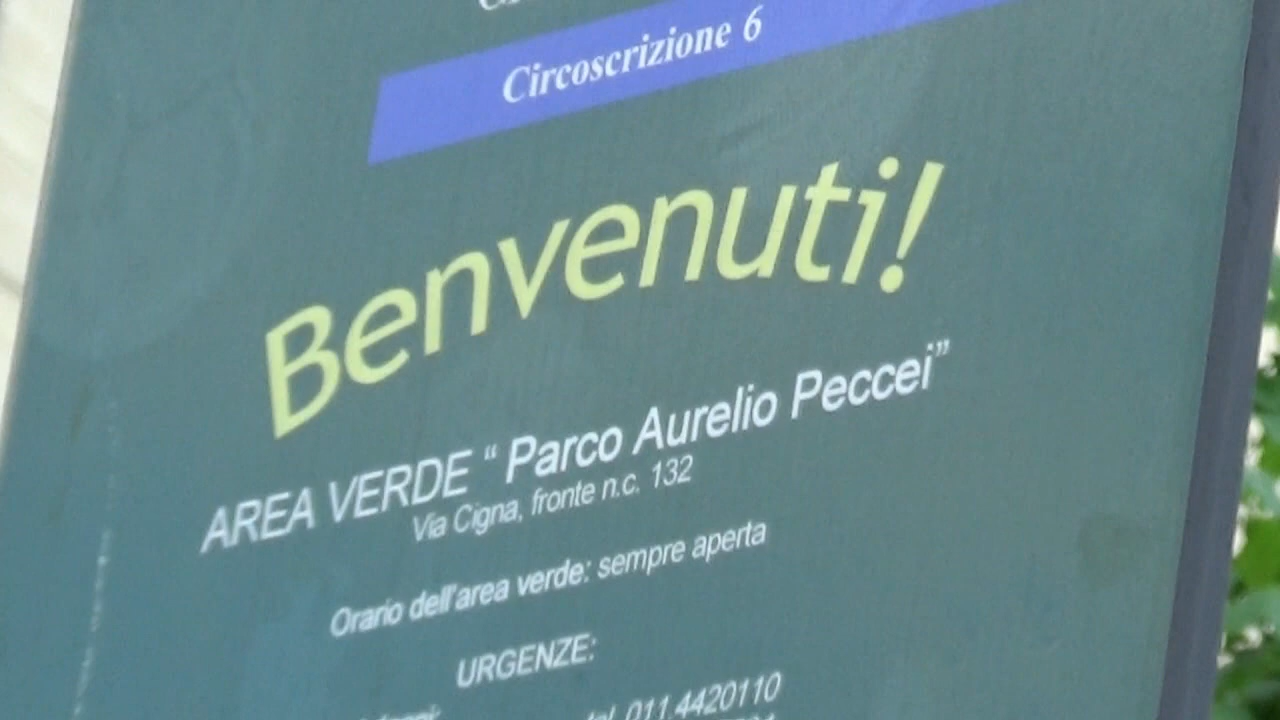 Circoscrizione 6
Benvenuti!
AREA VERDE “ Parco Aurelio Peccei”
Via Cigna, fronte n.c. 132
Orario dell'area verde: sempre aperta
URGENZE:
tel. 011.4420110